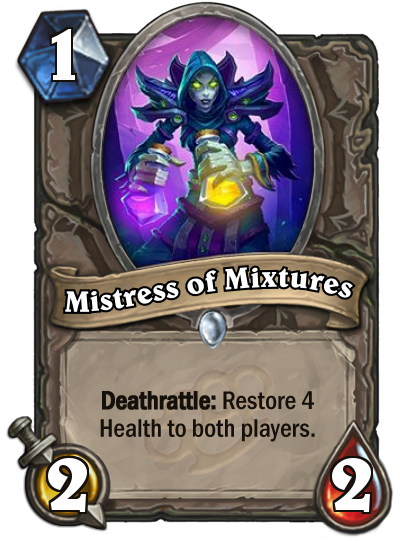 1
Mistress of Mixtures
Deathrattle: Restore 4
Health to both players.
2
2